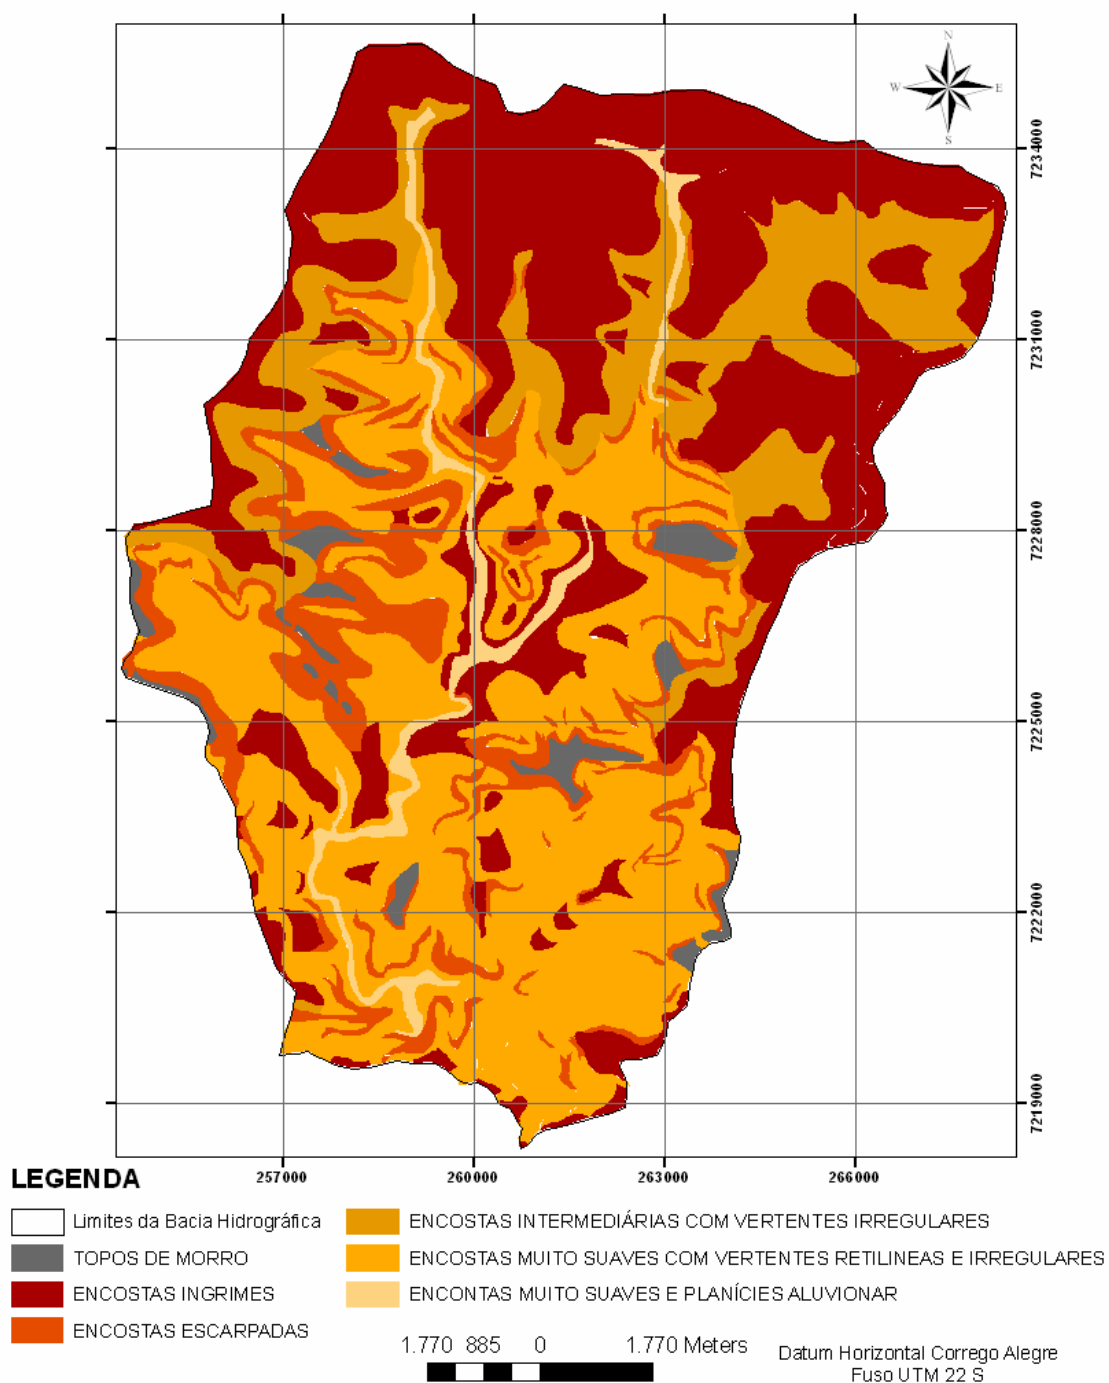 N
W E
S
7234000
7231000
7228000
7225000
7222000
7219000
257000 260000 263000 266000
LEGENDA
Limites da Bacia Hidrográfica
TOPOS DE MORRO
ENCOSTAS INGRIMES
ENCOSTAS ESCARPADAS
ENCOSTAS INTERMEDIÁRIAS COM VERTENTES IRREGULARES
ENCOSTAS MUITO SUAVES COM VERTENTES RETILINEAS E IRREGULARES
ENCONTAS MUITO SUAVES E PLANÍCIES ALUVIONAR
1.770 885 0 1.770 Meters
Datum Horizontal Corrego Alegre
Fuso UTM 22 S